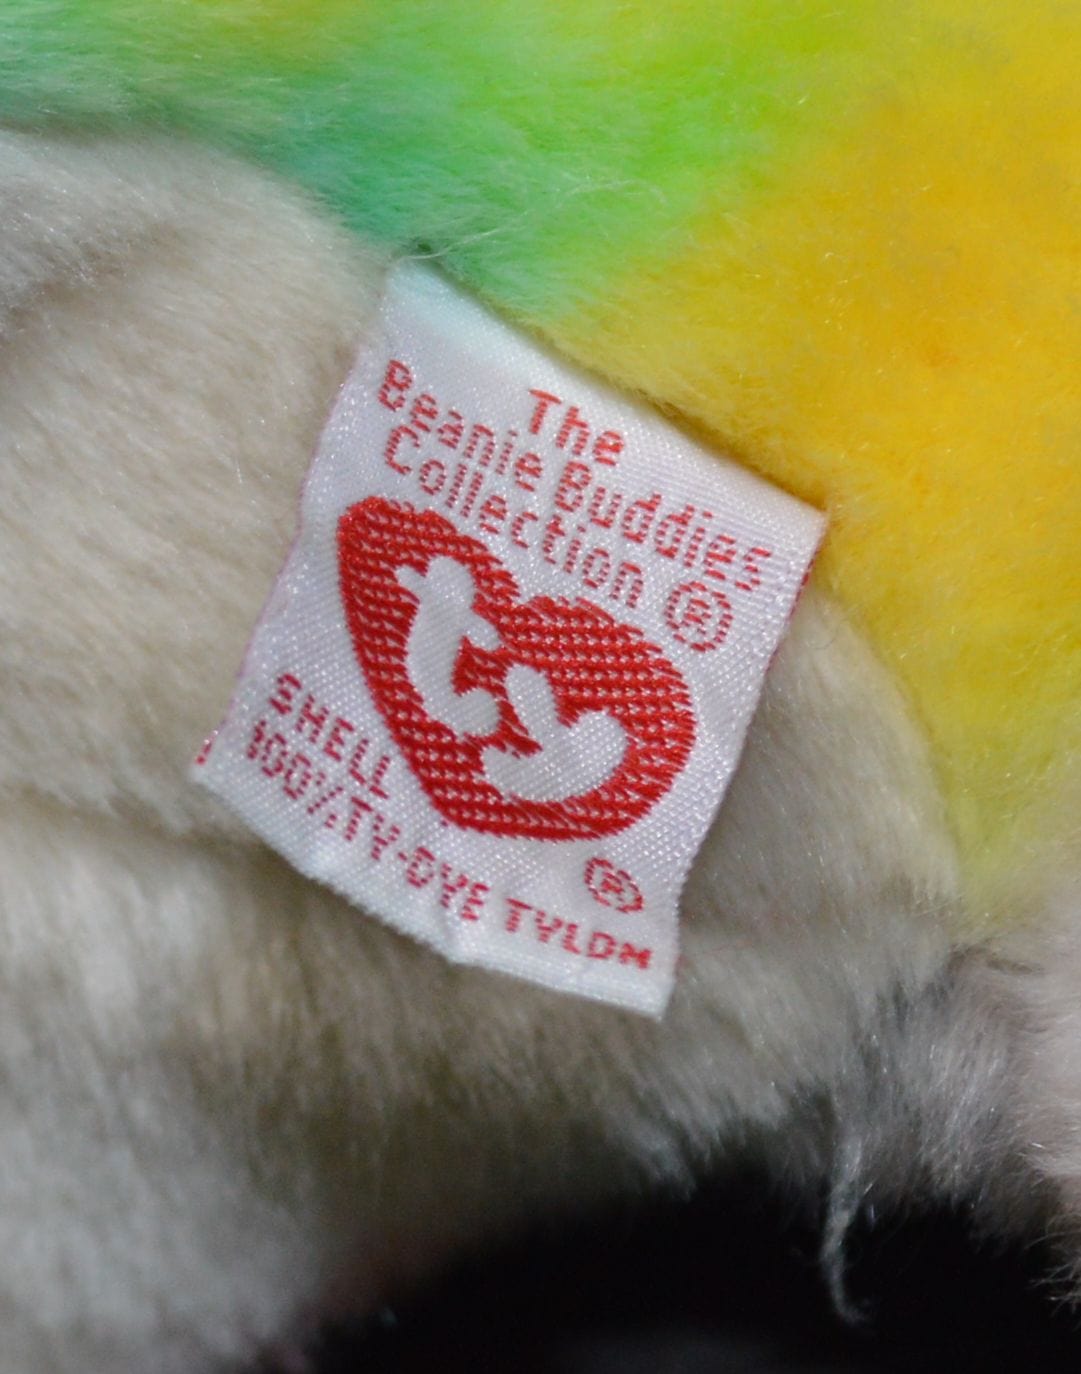 The
Beanie Buddies
Collection ®
ty
®
SHELL
100% TY-DYE TYLON